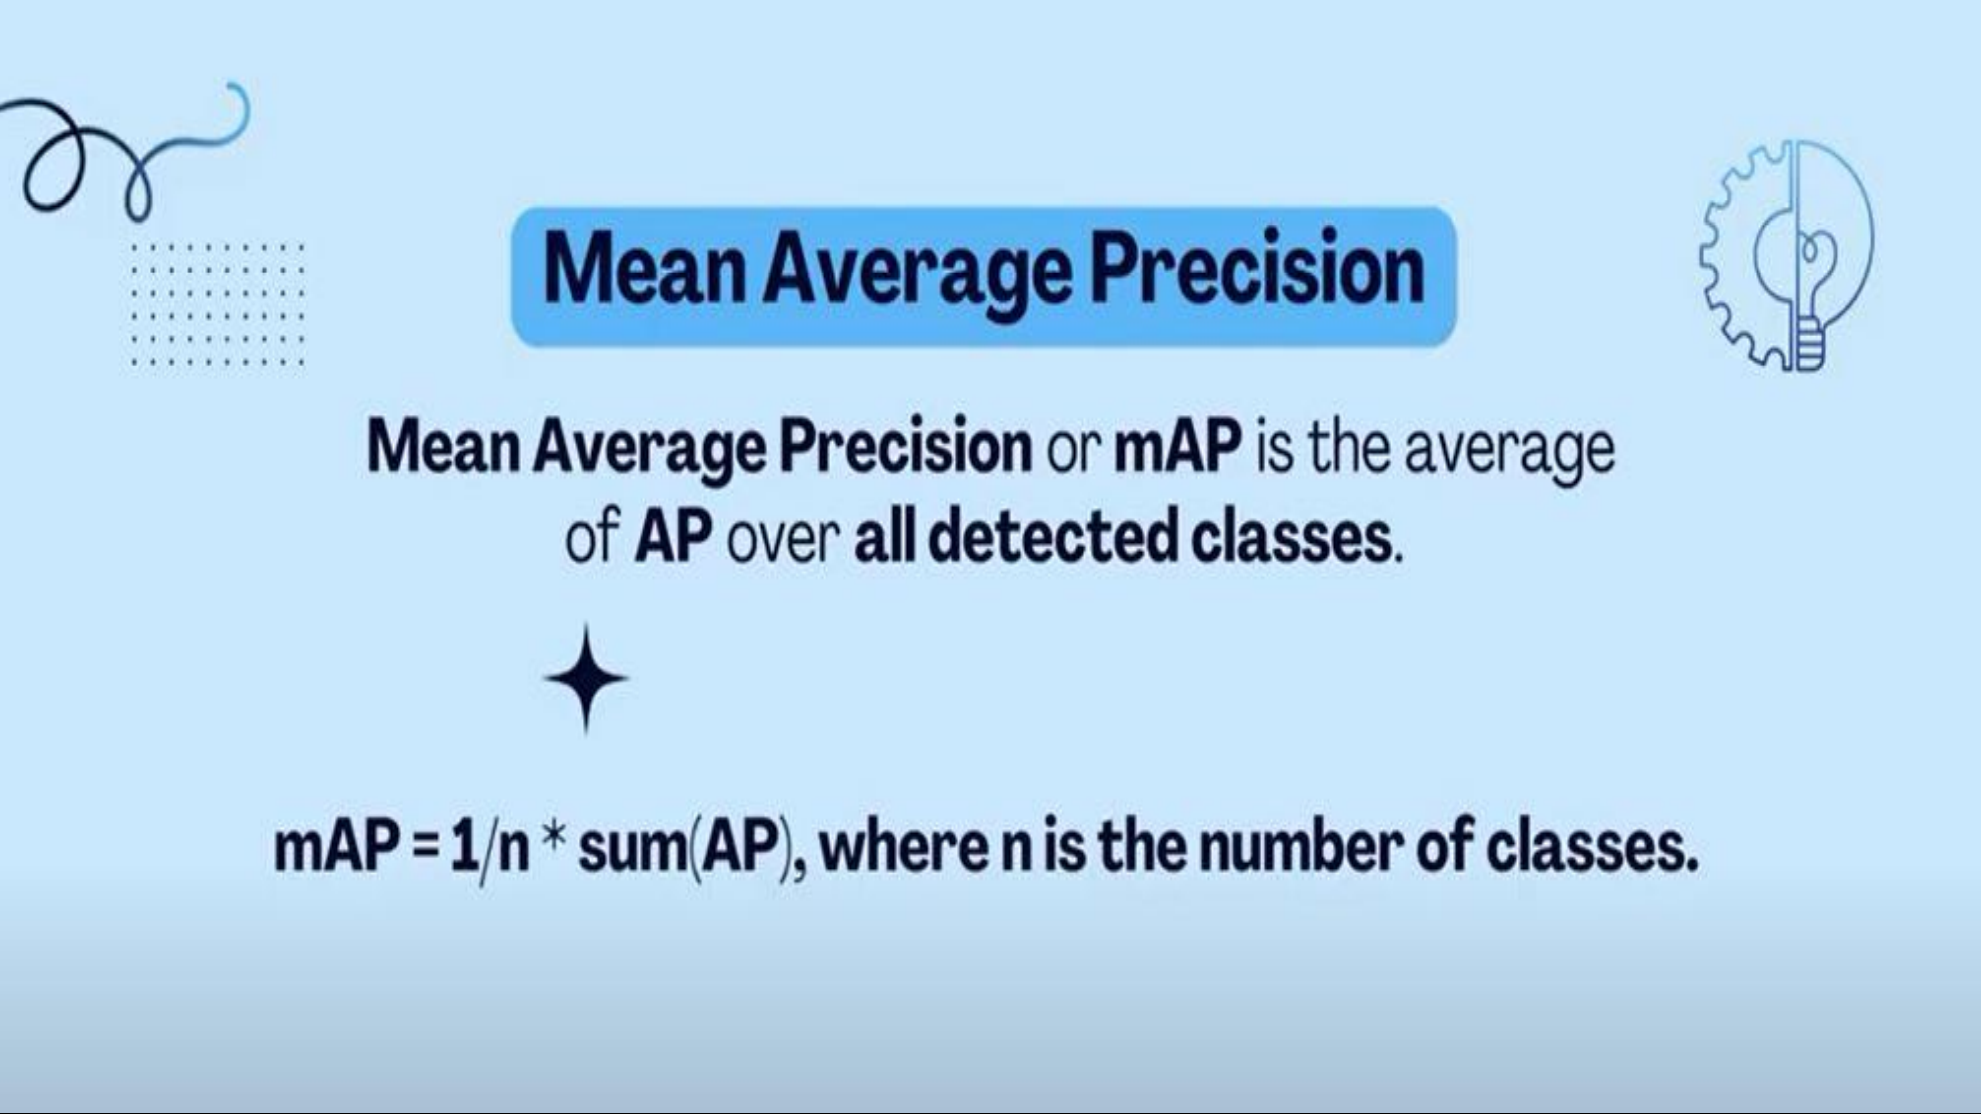 Mean Average Precision
Mean Average Precision or mAP is the average
of AP over all detected classes.
mAP = 1/n * sum(AP), where n is the number of classes.